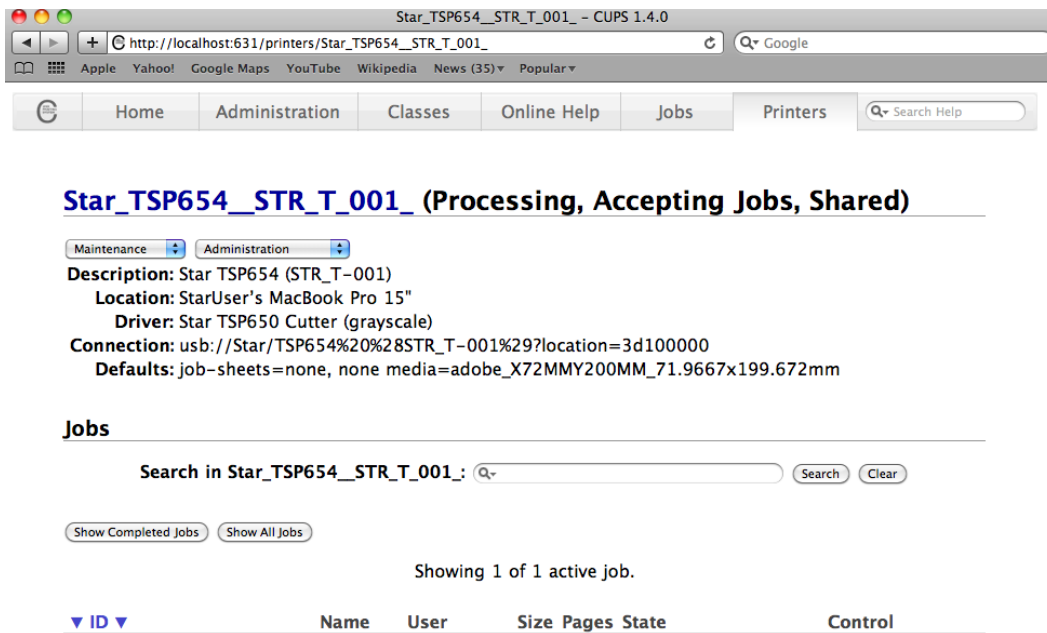 Star_TSP654__STR_T_001_ – CUPS 1.4.0
http://localhost:631/printers/Star_TSP654__STR_T_001_ Google
Apple Yahoo! Google Maps YouTube Wikipedia News (35) Popular
Home Administration Classes Online Help Jobs Printers Search Help
Star_TSP654__STR_T_001_ (Processing, Accepting Jobs, Shared)
Maintenance Administration
Description: Star TSP654 (STR_T-001)
Location: StarUser's MacBook Pro 15"
Driver: Star TSP650 Cutter (grayscale)
Connection: usb://Star/TSP654%20%28STR_T-001%29?location=3d100000
Defaults: job-sheets=none, none media=adobe_X72MMY200MM_71.9667x199.672mm
Jobs
Search in Star_TSP654__STR_T_001_: Search Clear
Show Completed Jobs Show All Jobs
Showing 1 of 1 active job.
▼ ID ▼ Name User Size Pages State Control